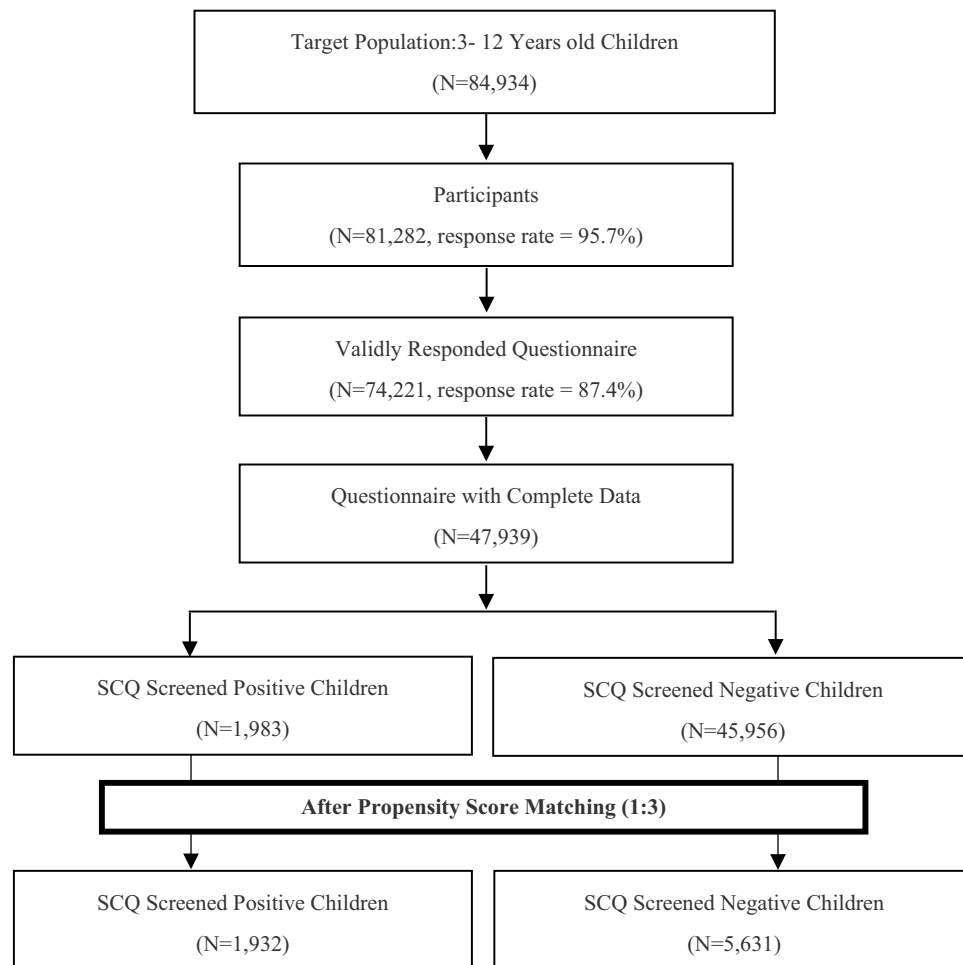 Target Population:3- 12 Years old Children
(N=84,934)
Participants
(N=81,282, response rate = 95.7%)
Validly Responded Questionnaire
(N=74,221, response rate = 87.4%)
Questionnaire with Complete Data
(N=47,939)
SCQ Screened Positive Children
(N=1,983)
SCQ Screened Negative Children
(N=45,956)
After Propensity Score Matching (1:3)
SCQ Screened Positive Children
(N=1,932)
SCQ Screened Negative Children
(N=5,631)